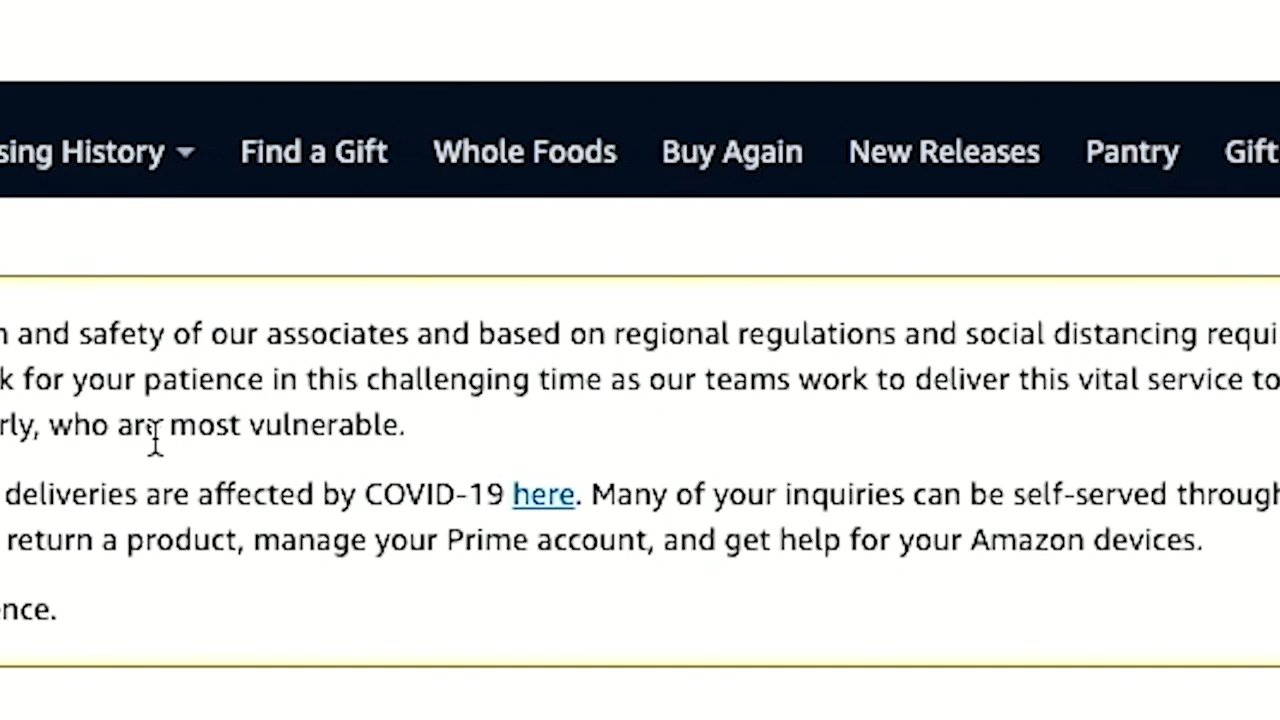 sing History Find a Gift Whole Foods Buy Again New Releases Pantry Gift
and safety of our associates and based on regional regulations and social distancing requi
k for your patience in this challenging time as our teams work to deliver this vital service to
rly, who are most vulnerable.
deliveries are affected by COVID-19 here. Many of your inquiries can be self-served through
return a product, manage your Prime account, and get help for your Amazon devices.
ence.